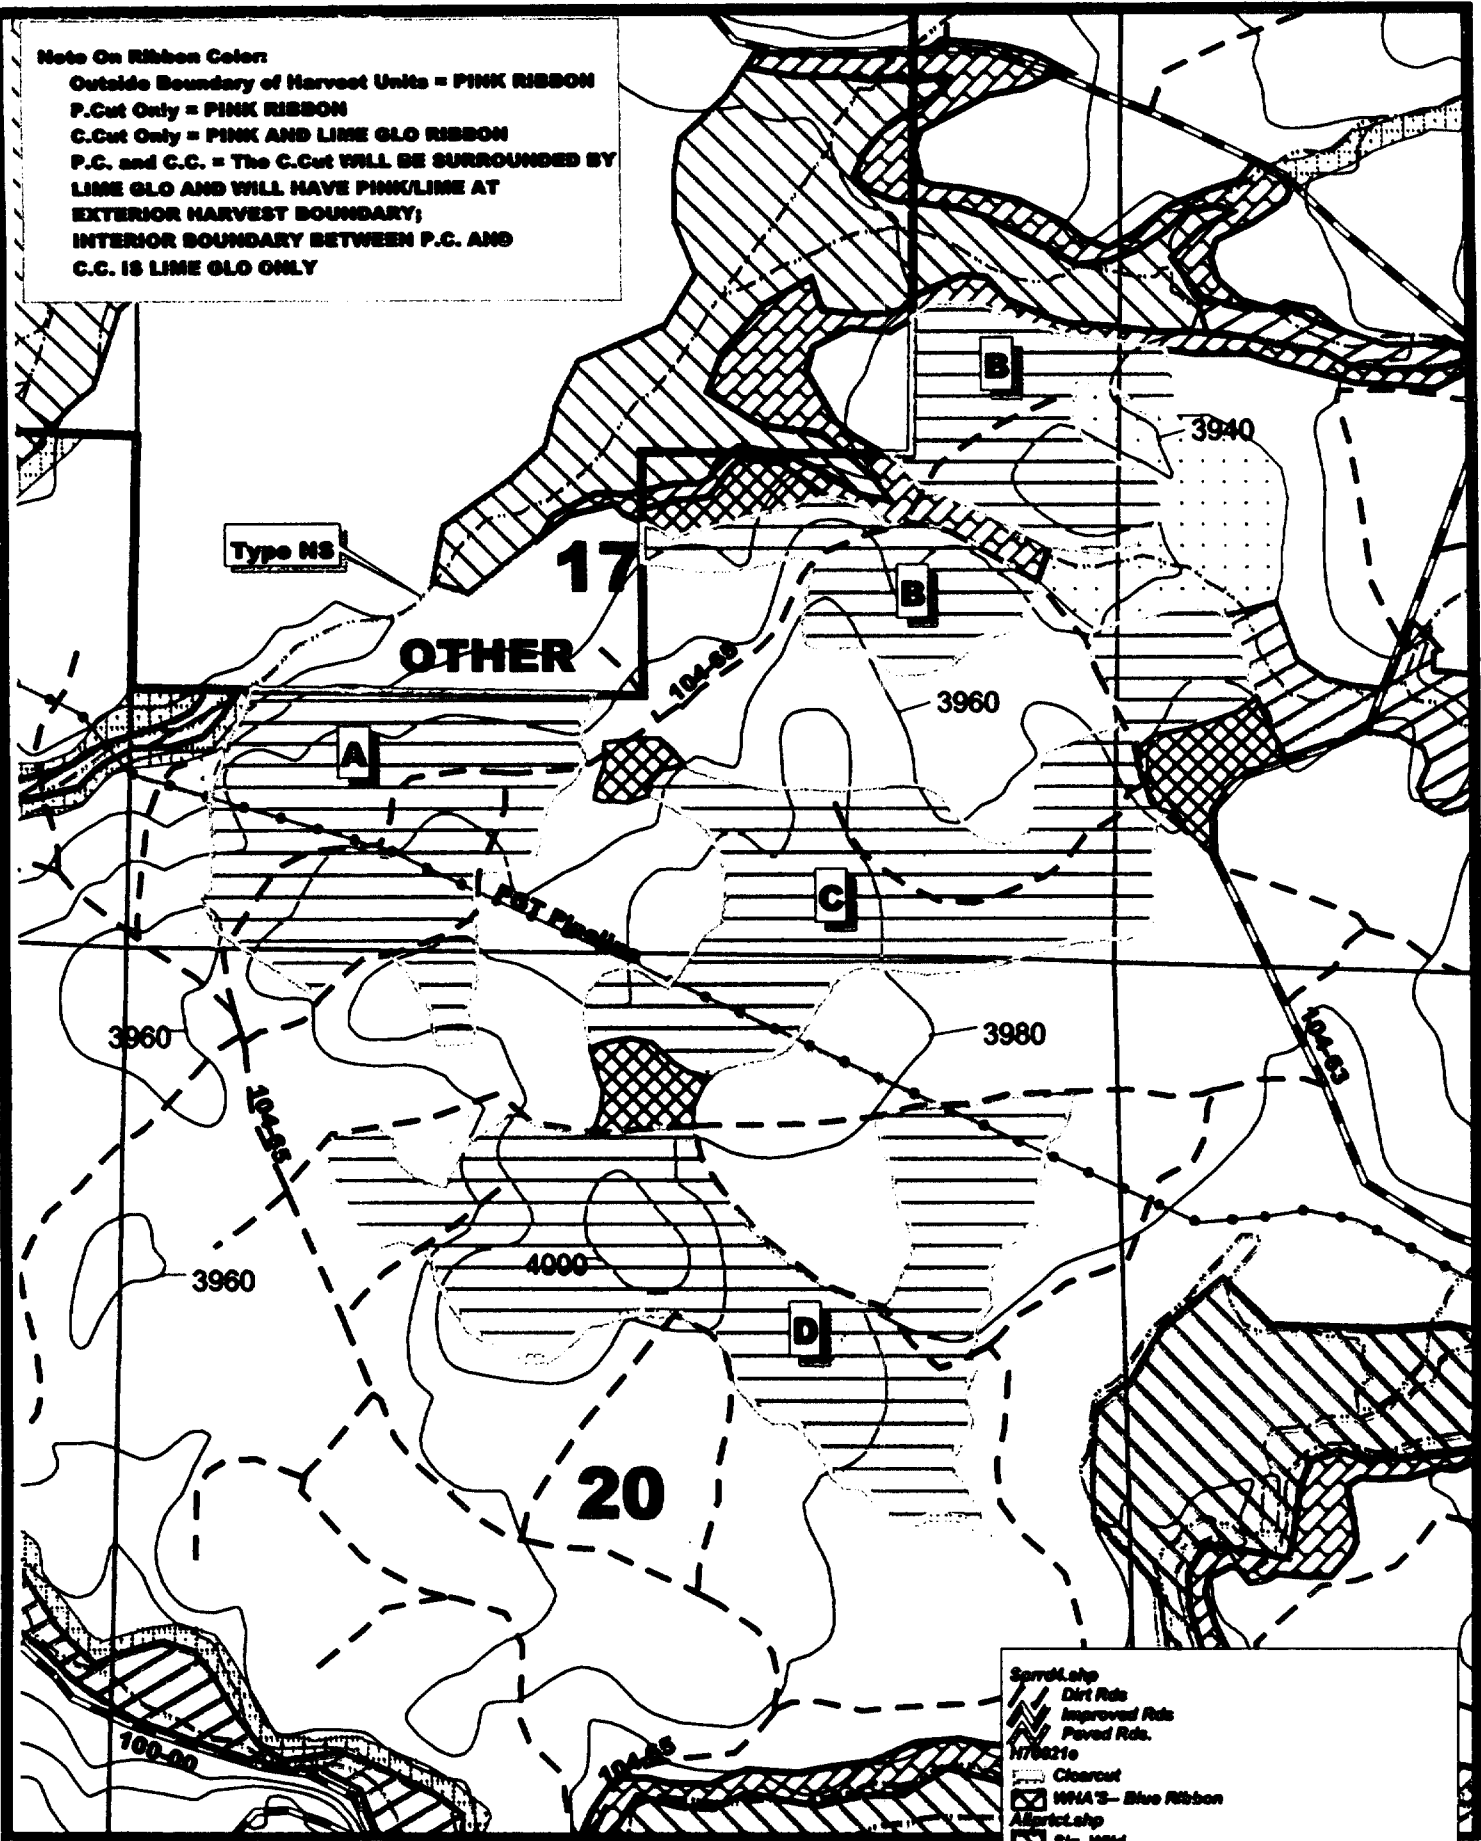 Note On Ribbon Color:
Outside Boundary of Harvest Units = PINK RIBBON
P.Cut Only = PINK RIBBON
C.Cut Only = PINK AND LIME GLO RIBBON
P.C. and C.C. = The C.Cut WILL BE SURROUNDED BY
LIME GLO AND WILL HAVE PINK/LIME AT
EXTERIOR HARVEST BOUNDARY;
INTERIOR BOUNDARY BETWEEN P.C. AND
C.C. IS LIME GLO ONLY
B
3940
Type NS
17
B
OTHER
104-65
3960
A
C
PGT Pipeline
3960
3980
104-63
104-65
4000
3960
D
20
100-00
104-65
Dirt Rds
Improved Rds
Paved Rds.
Clearcut
WHA'S-- Blue Ribbon